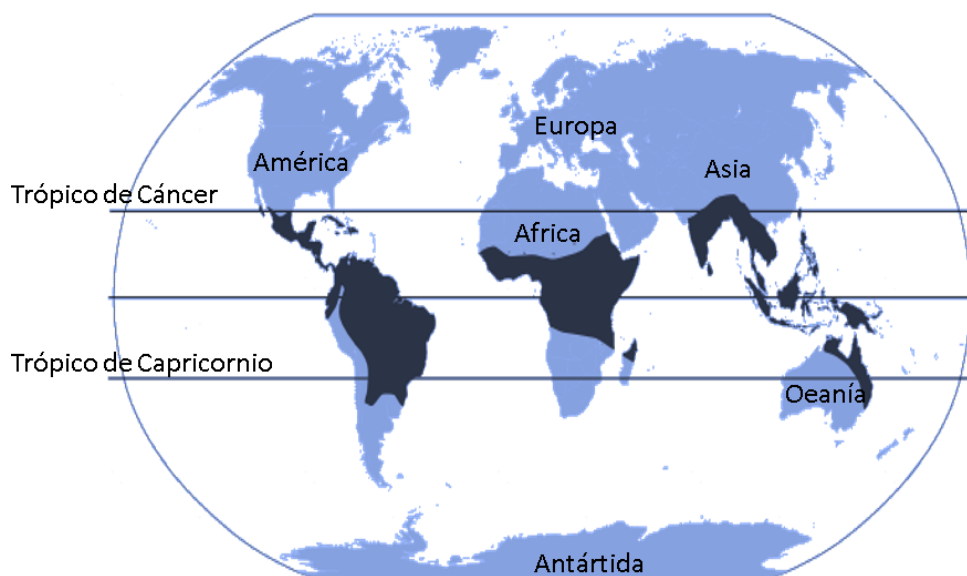 Europa
América
Asia
Trópico de Cáncer
Africa
Trópico de Capricornio
Oeanía
Antártida